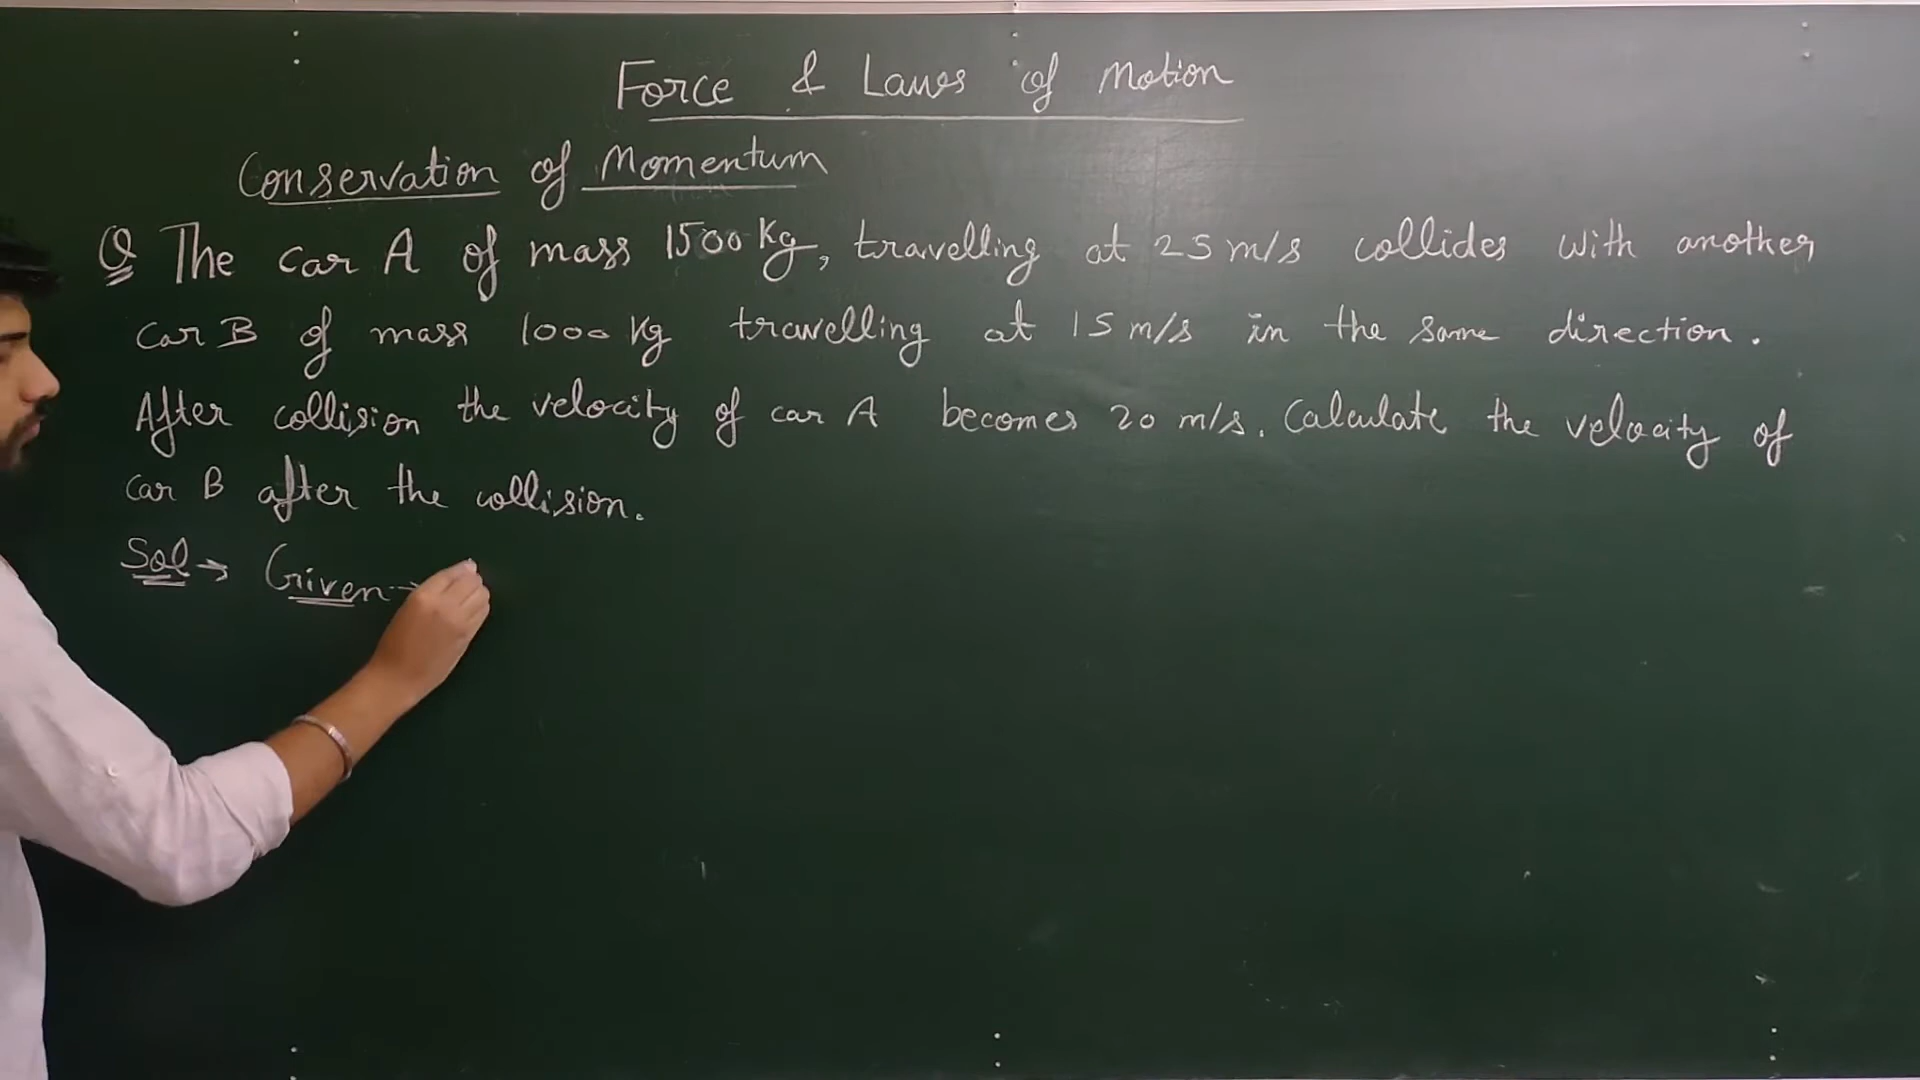 Force & Laws of Motion
Conservation of Momentum
Q The car A of mass 1500 Kg, travelling at 25 m/s collides with another
car B of mass 1000 Kg travelling at 15 m/s in the same direction.
After collision the velocity of car A becomes 20 m/s. Calculate the velocity of
car B after the collision.
Sol → Given →